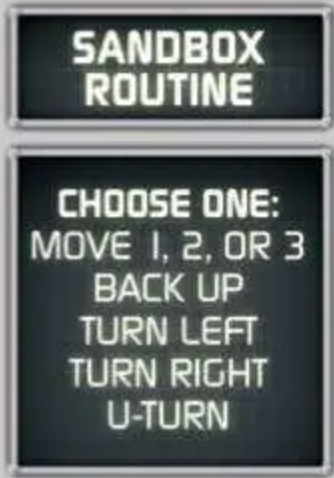 SANDBOX
ROUTINE
CHOOSE ONE:
MOVE 1, 2, OR 3
BACK UP
TURN LEFT
TURN RIGHT
U-TURN